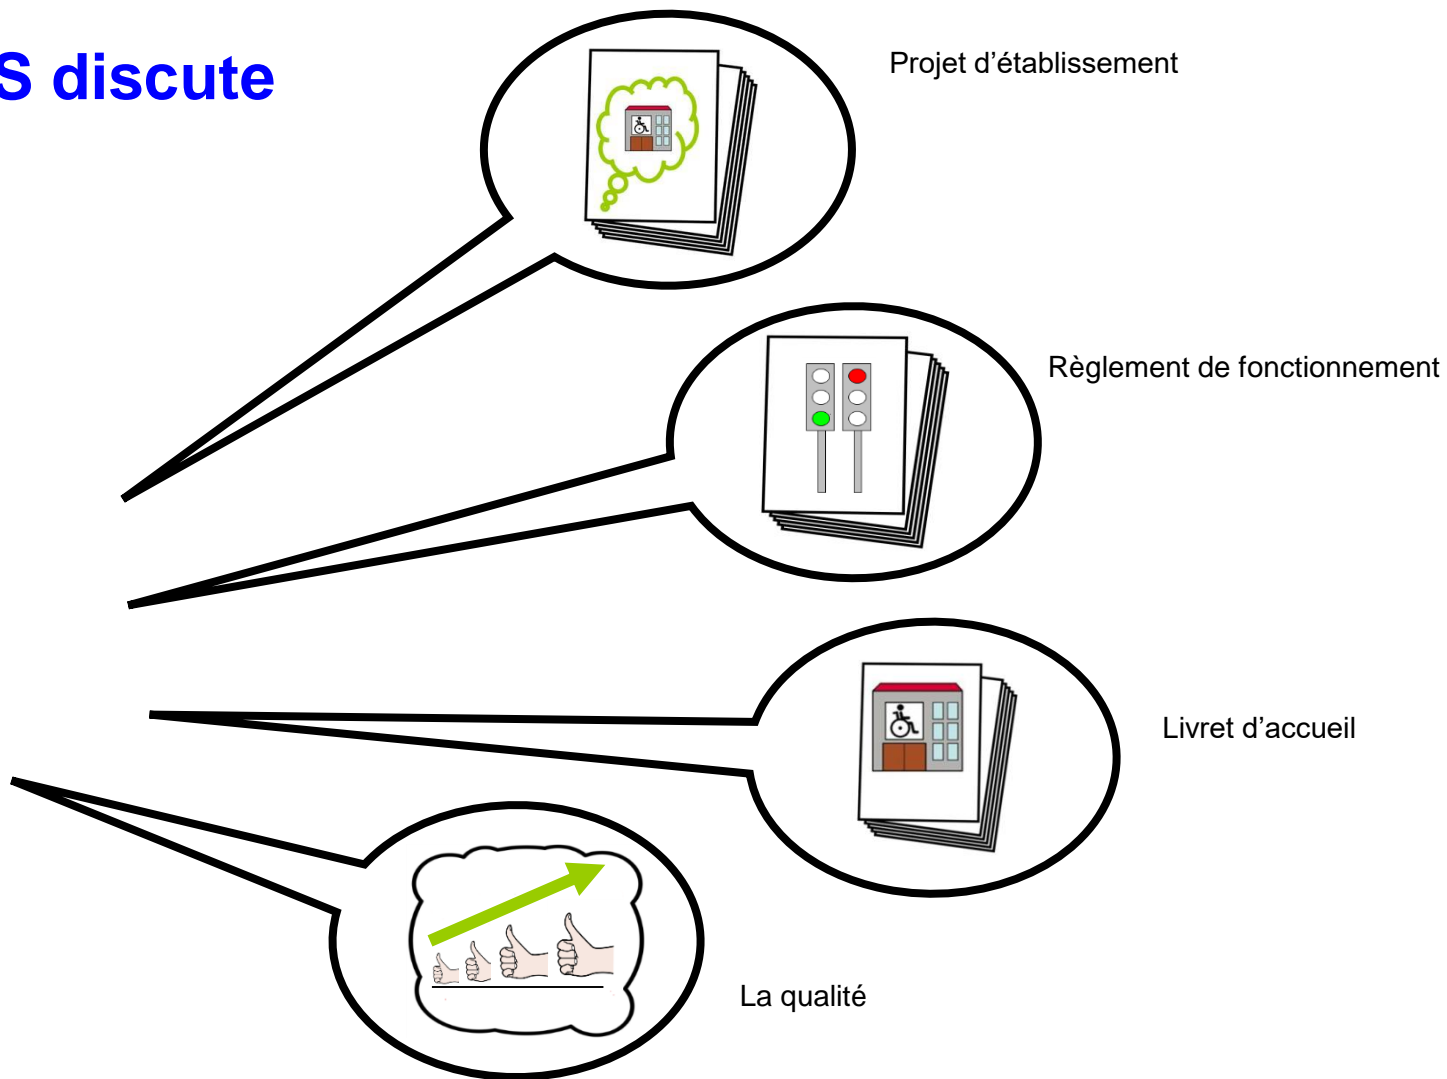 S discute
Projet d’établissement
Règlement de fonctionnement
Livret d’accueil
La qualité